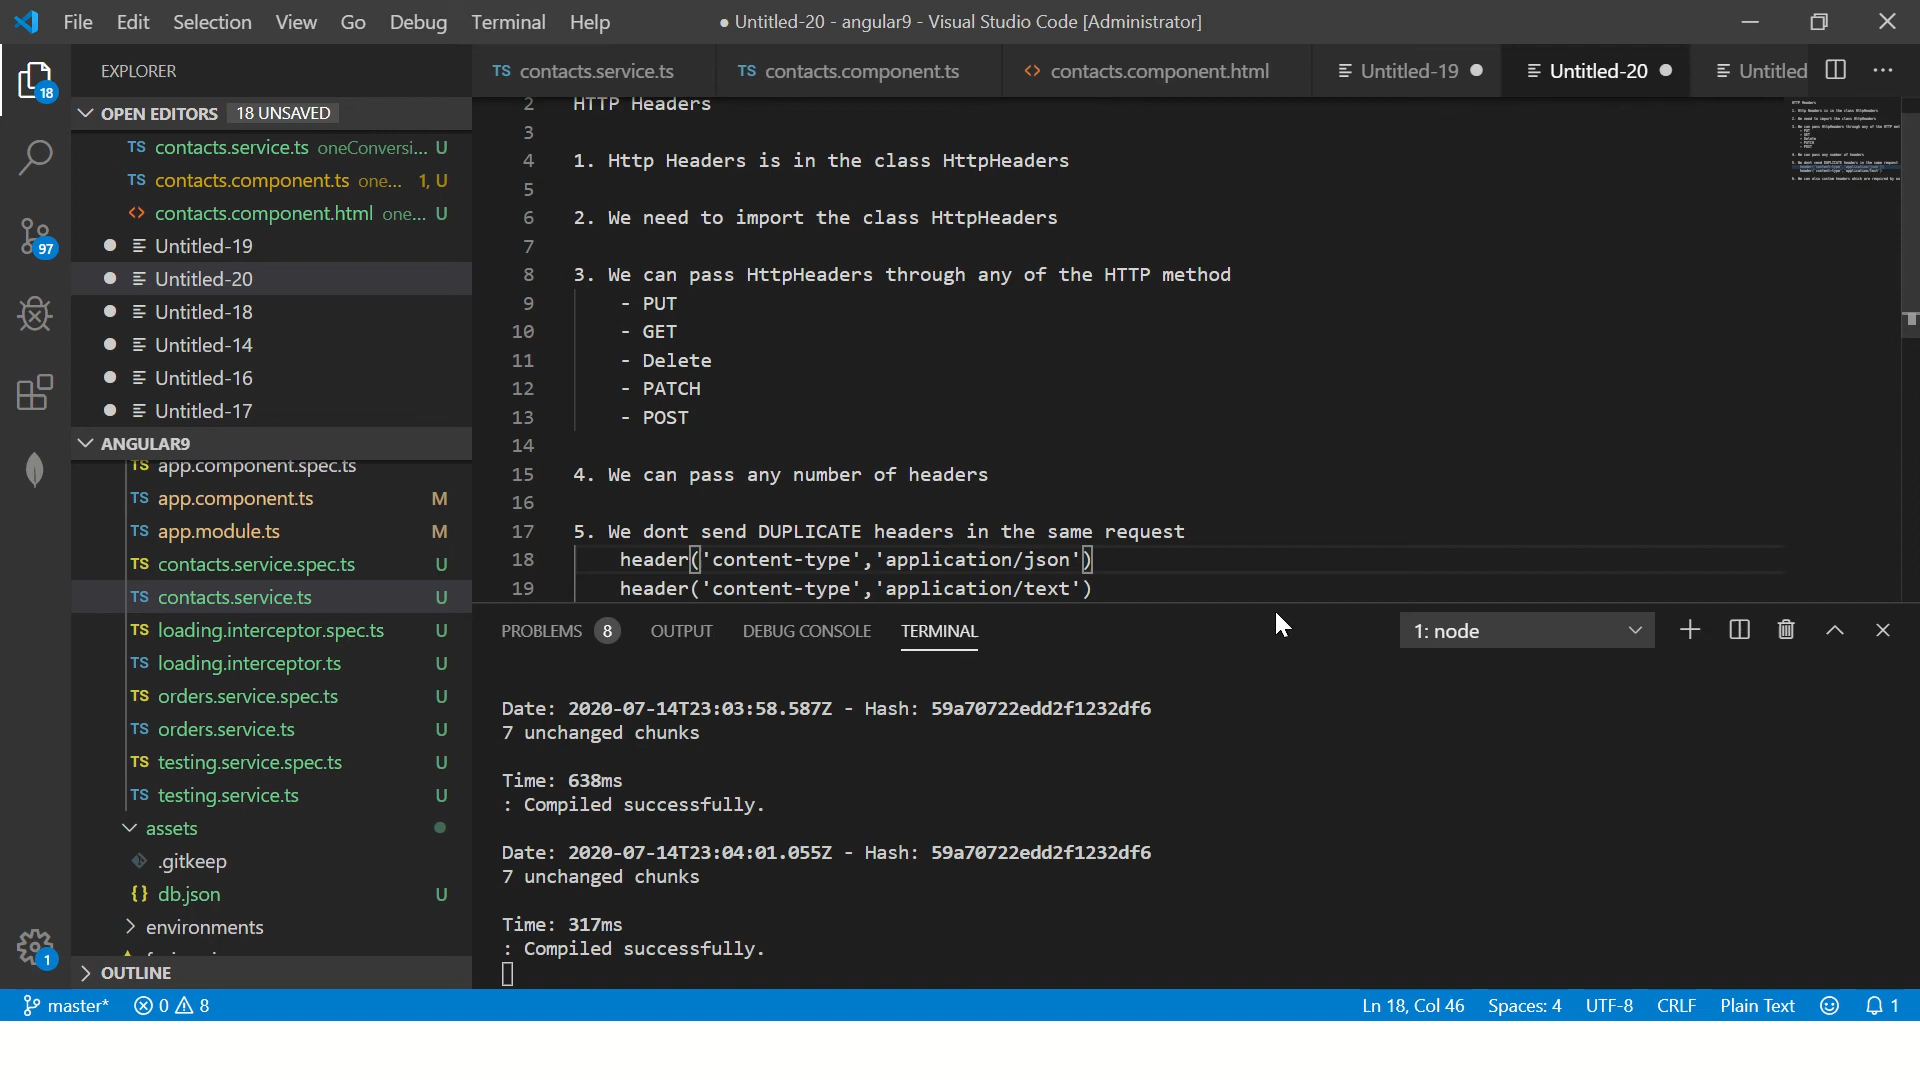 File Edit Selection View Go Debug Terminal Help
● Untitled-20 - angular9 - Visual Studio Code [Administrator]
EXPLORER
TS contacts.service.ts
TS contacts.component.ts
<> contacts.component.html
Untitled-19
Untitled-20
Untitled
18
OPEN EDITORS 18 UNSAVED
TS contacts.service.ts oneConversi... U
TS contacts.component.ts one... 1, U
<> contacts.component.html one... U
Untitled-19
Untitled-20
Untitled-18
Untitled-14
Untitled-16
Untitled-17
97
ANGULAR9
TS app.component.spec.ts
TS app.component.ts M
TS app.module.ts M
TS contacts.service.spec.ts U
TS contacts.service.ts U
TS loading.interceptor.spec.ts U
TS loading.interceptor.ts U
TS orders.service.spec.ts U
TS orders.service.ts U
TS testing.service.spec.ts U
TS testing.service.ts U
assets
.gitkeep
{} db.json U
environments
OUTLINE
1
2 HTTP Headers
3
4 1. Http Headers is in the class HttpHeaders
5
6 2. We need to import the class HttpHeaders
7
8 3. We can pass HttpHeaders through any of the HTTP method
9 - PUT
10 - GET
11 - Delete
12 - PATCH
13 - POST
14
15 4. We can pass any number of headers
16
17 5. We dont send DUPLICATE headers in the same request
18 header('content-type','application/json')
19 header('content-type','application/text')
PROBLEMS 8 OUTPUT DEBUG CONSOLE TERMINAL
1: node
Date: 2020-07-14T23:03:58.587Z - Hash: 59a70722edd2f1232df6
7 unchanged chunks
Time: 638ms
: Compiled successfully.
Date: 2020-07-14T23:04:01.055Z - Hash: 59a70722edd2f1232df6
7 unchanged chunks
Time: 317ms
: Compiled successfully.
master* 0 8
Ln 18, Col 46 Spaces: 4 UTF-8 CRLF Plain Text 1